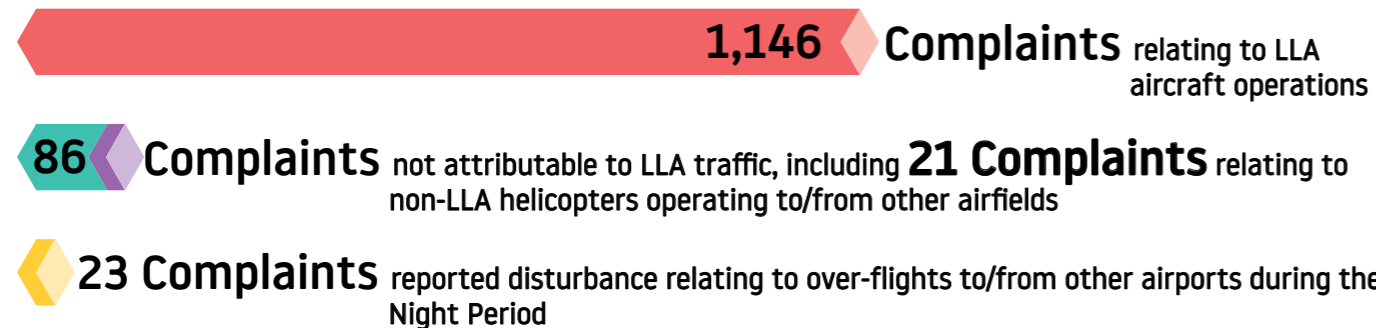 1,146 Complaints relating to LLA
aircraft operations
86 Complaints not attributable to LLA traffic, including 21 Complaints relating to
non-LLA helicopters operating to/from other airfields
23 Complaints reported disturbance relating to over-flights to/from other airports during the
Night Period